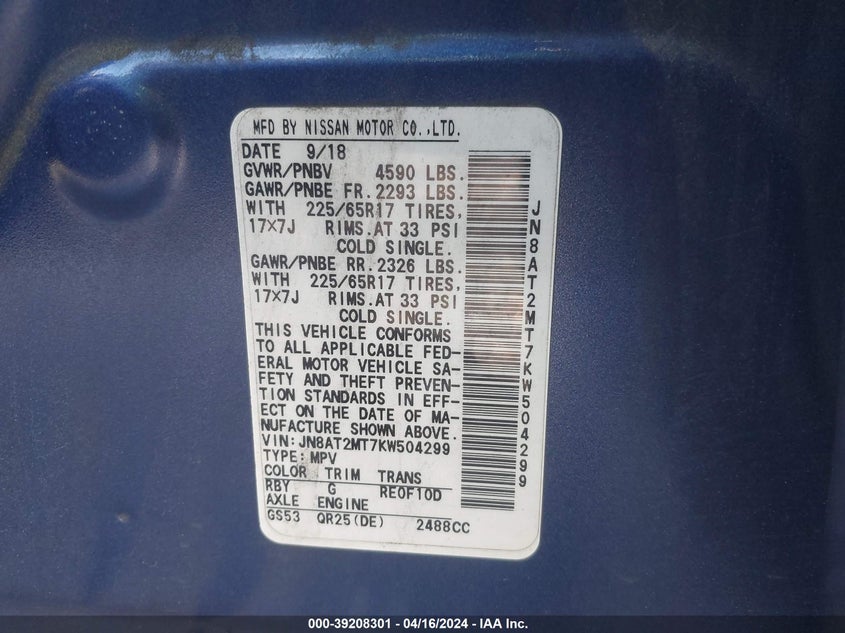 MFD BY NISSAN MOTOR CO.,LTD.
DATE 9/18
GVWR/PNBV 4590 LBS.
GAWR/PNBE FR. 2293 LBS.
WITH 225/65R17 TIRES,
17×7J RIMS.AT 33 PSI
COLD SINGLE.
GAWR/PNBE RR. 2326 LBS.
WITH 225/65R17 TIRES,
17×7J RIMS.AT 33 PSI
COLD SINGLE.
THIS VEHICLE CONFORMS
TO ALL APPLICABLE FED-
ERAL MOTOR VEHICLE SA-
FETY AND THEFT PREVEN-
TION STANDARDS IN EFF-
ECT ON THE DATE OF MA-
NUFACTURE SHOWN ABOVE.
VIN:JN8AT2MT7KW504299
TYPE:MPV
COLOR TRIM TRANS
RBY G RE0F10D
AXLE ENGINE
GS53 QR25(DE) 2488CC
JN8AT2MT7KW504299
000-39208301 - 04/16/2024 - IAA Inc.